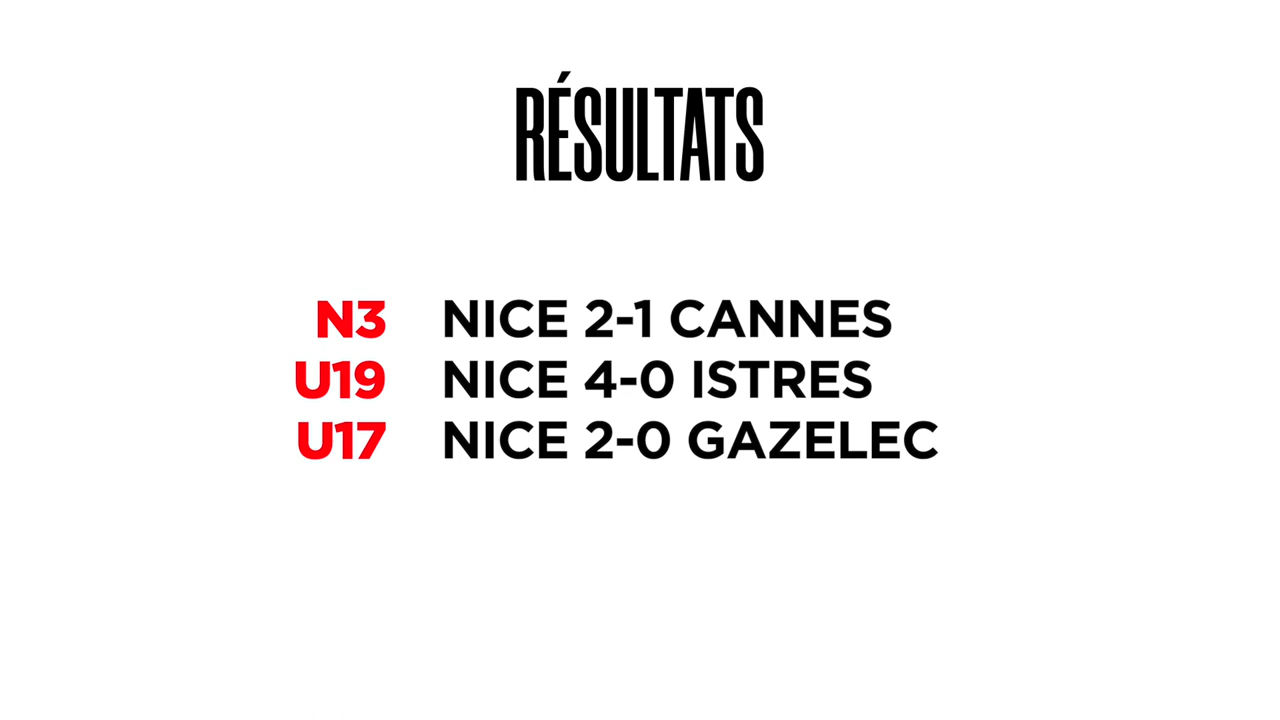 RÉSULTATS
N3 NICE 2-1 CANNES
U19 NICE 4-0 ISTRES
U17 NICE 2-0 GAZELEC